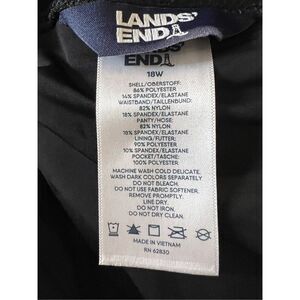 LANDS'
END
LANDS'
END
18W
SHELL/OBERSTOFF:
86% POLYESTER
14% SPANDEX/ELASTANE
WAISTBAND/TAILLENBUND:
82% NYLON
18% SPANDEX/ELASTANE
PANTY/HOSE:
82% NYLON
18% SPANDEX/ELASTANE
LINING/FUTTER:
90% POLYESTER
10% SPANDEX/ELASTANE
POCKET/TASCHE:
100% POLYESTER
MACHINE WASH COLD DELICATE.
WASH DARK COLORS SEPARATELY
DO NOT BLEACH.
DO NOT USE FABRIC SOFTENER.
REMOVE PROMPTLY.
LINE DRY.
DO NOT IRON.
DO NOT DRY CLEAN.
MADE IN VIETNAM
RN 62830